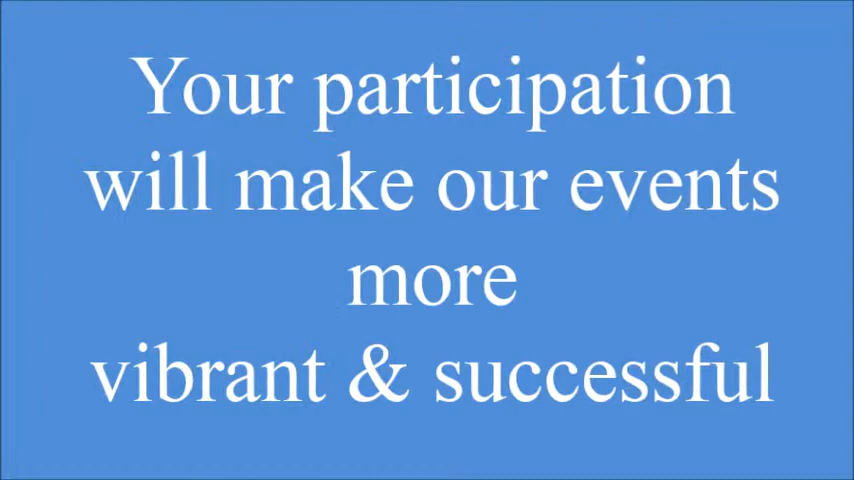 Your participation
will make our events
more
vibrant & successful